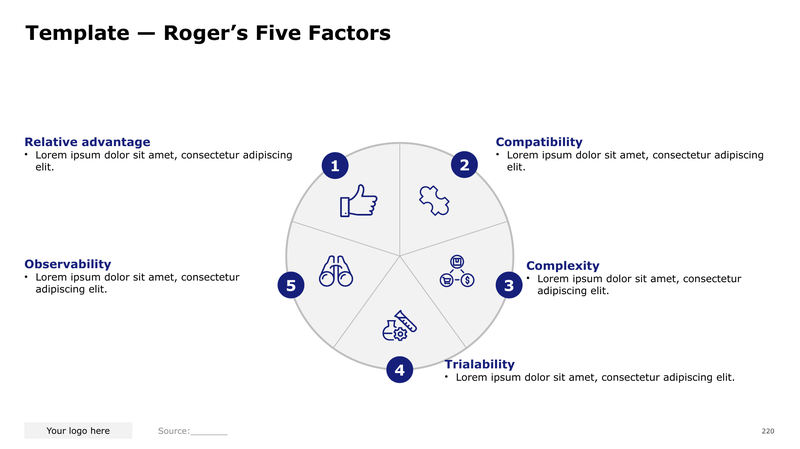 Template — Roger’s Five Factors
Relative advantage
• Lorem ipsum dolor sit amet, consectetur adipiscing
elit.
1
2
Compatibility
• Lorem ipsum dolor sit amet, consectetur adipiscing
elit.
Observability
• Lorem ipsum dolor sit amet, consectetur
adipiscing elit.
5
3
Complexity
• Lorem ipsum dolor sit amet, consectetur
adipiscing elit.
$
4
Trialability
• Lorem ipsum dolor sit amet, consectetur adipiscing elit.
Your logo here
Source:_______
220